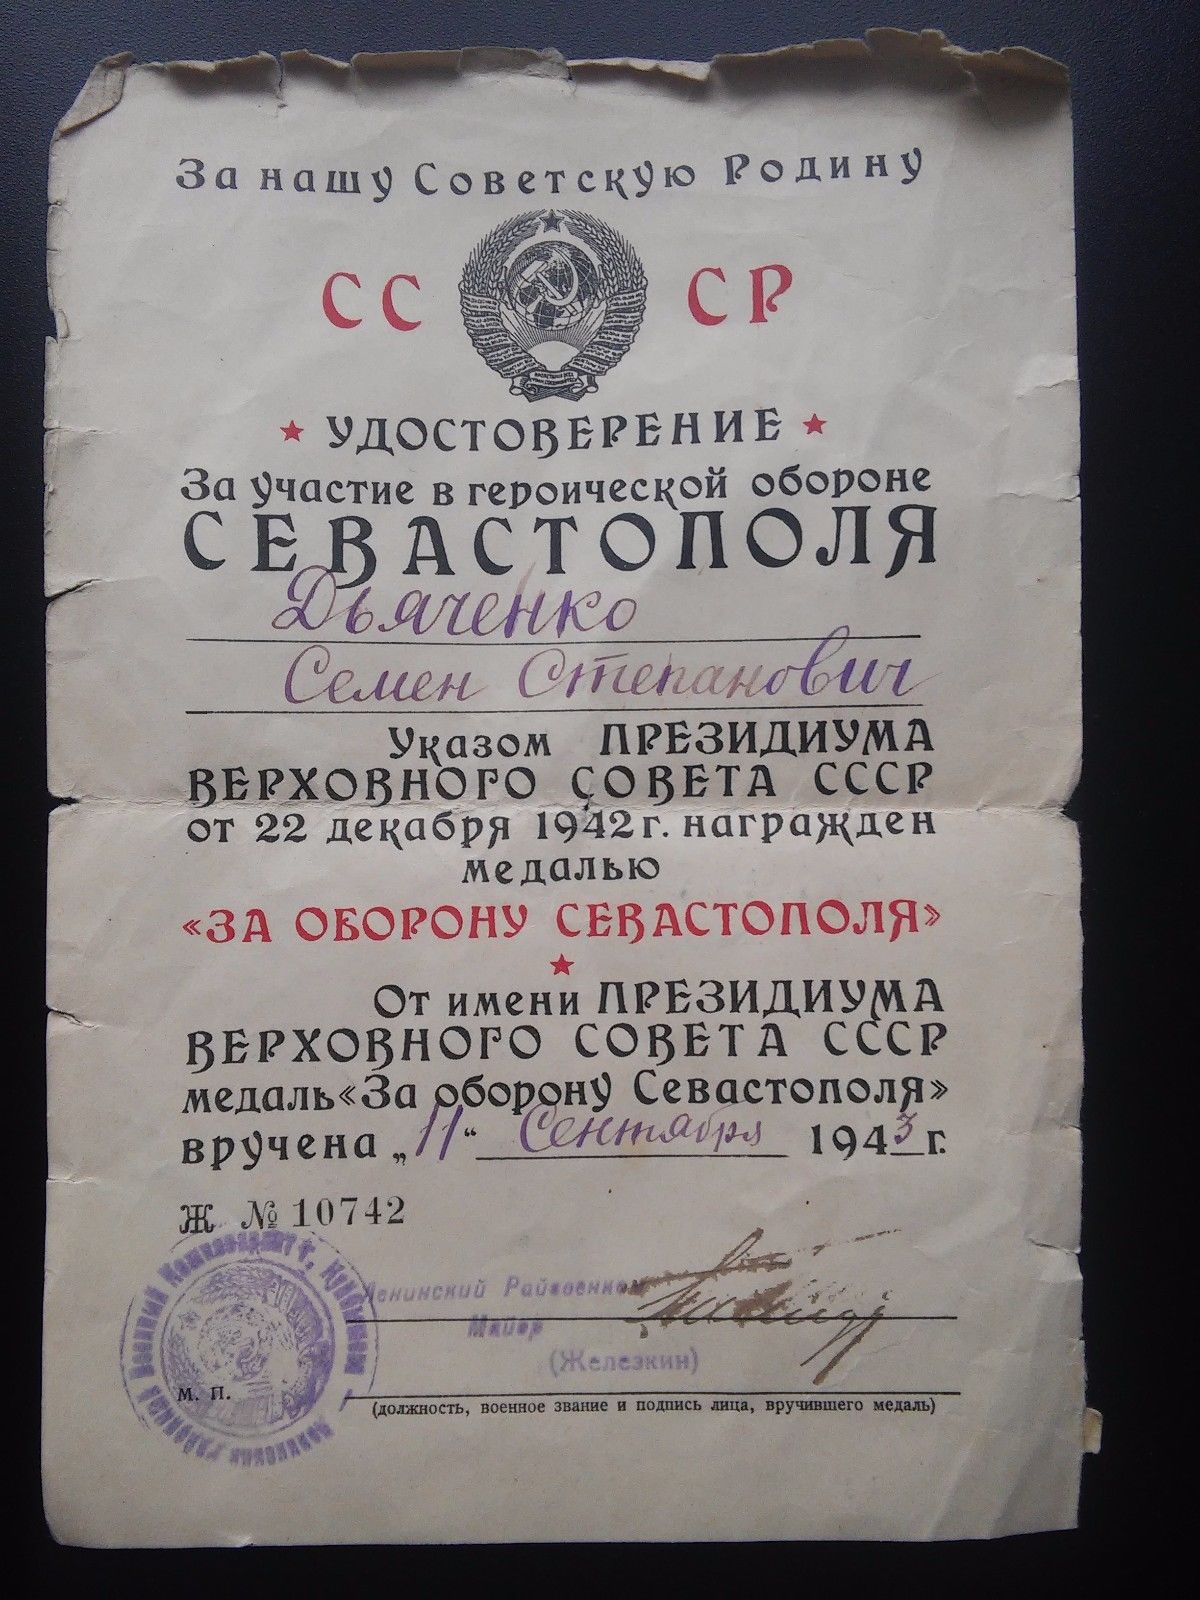 За нашу Советскую Родину
СС СР
УДОСТОВЕРЕНИЕ
За участие в героической обороне
СЕВАСТОПОЛЯ
Дьяченко
Семен Степанович
Указом ПРЕЗИДИУМА
ВЕРХОВНОГО СОВЕТА СССР
от 22 декабря 1942 г. награжден
медалью
«ЗА ОБОРОНУ СЕВАСТОПОЛЯ»
От имени ПРЕЗИДИУМА
ВЕРХОВНОГО СОВЕТА СССР
медаль «За оборону Севастополя»
вручена „11“ Сентября 1943 г.
Ж № 10742
Ленинский Райвоенком
Майор
(Железкин)
М. П.
(должность, военное звание и подпись лица, вручившего медаль)